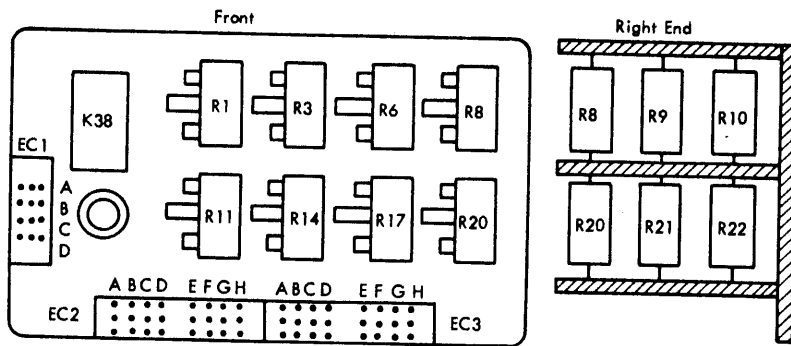 Front
Right End
K38
R1 R3 R6 R8
R8 R9 R10
EC1
A
B
C
D
R11 R14 R17 R20
R20 R21 R22
A B C D E F G H A B C D E F G H
EC2
EC3